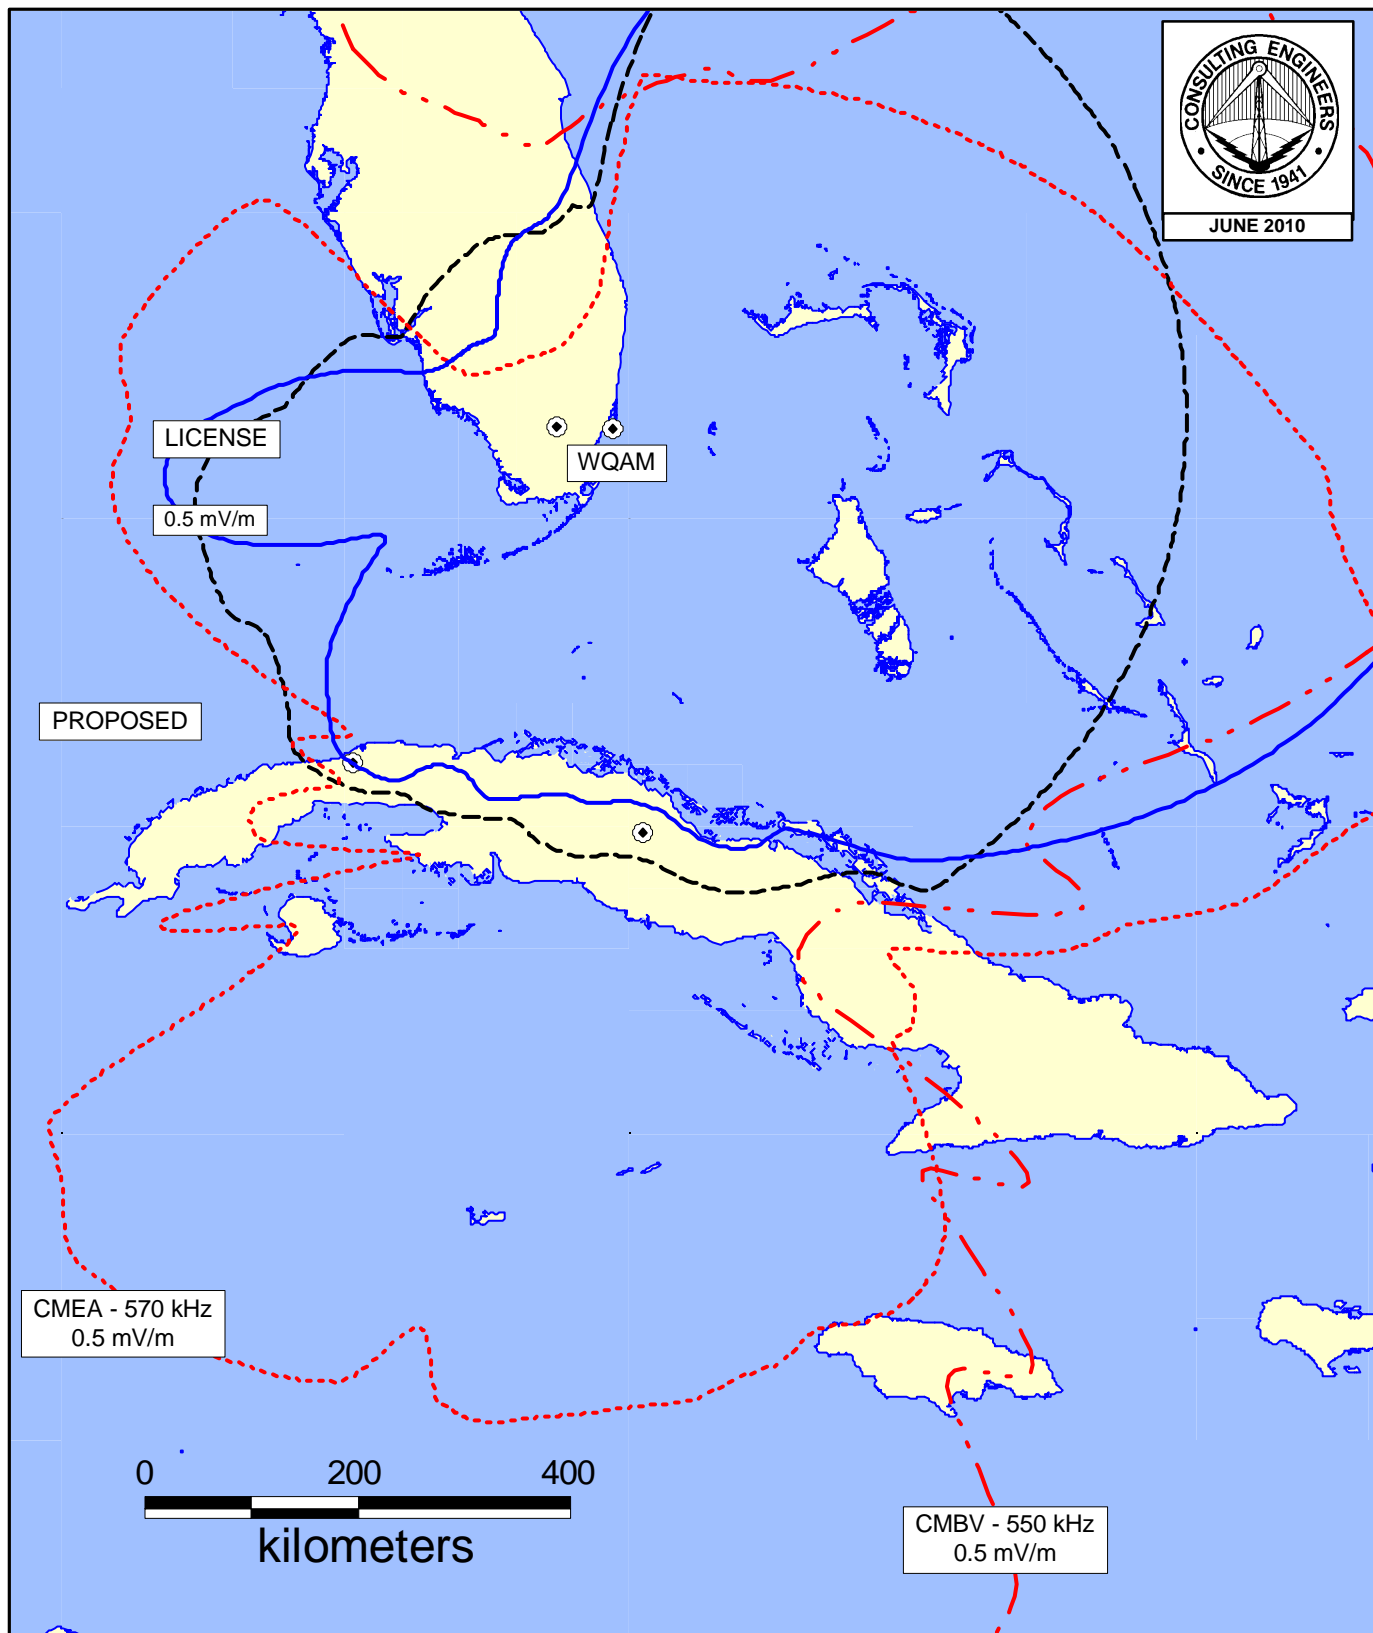 CONSULTING ENGINEERS
• SINCE 1941 •
JUNE 2010
LICENSE
WQAM
0.5 mV/m
PROPOSED
CMEA - 570 kHz
0.5 mV/m
0 200 400
kilometers
CMBV - 550 kHz
0.5 mV/m